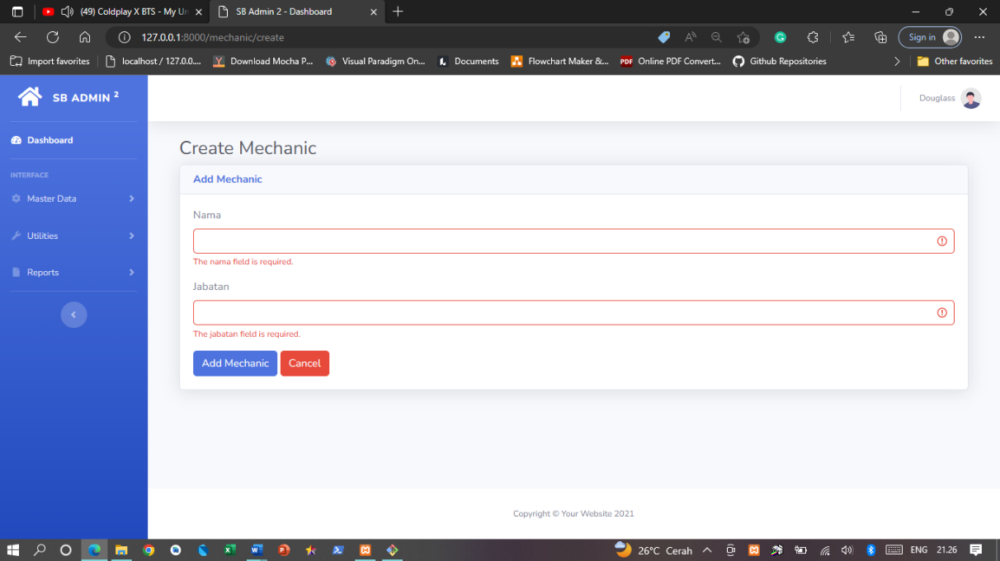 (49) Coldplay X BTS - My Un
SB Admin 2 - Dashboard
127.0.0.1:8000/mechanic/create
Sign in
Import favorites
localhost / 127.0.0....
Download Mocha P...
Visual Paradigm On...
Documents
Flowchart Maker &...
PDF Online PDF Convert...
Github Repositories
Other favorites
SB ADMIN 2
Douglass
Dashboard
INTERFACE
Master Data
Utilities
Reports
Create Mechanic
Add Mechanic
Nama
The nama field is required.
Jabatan
The jabatan field is required.
Add Mechanic Cancel
Copyright © Your Website 2021
26°C Cerah
ENG 21.26